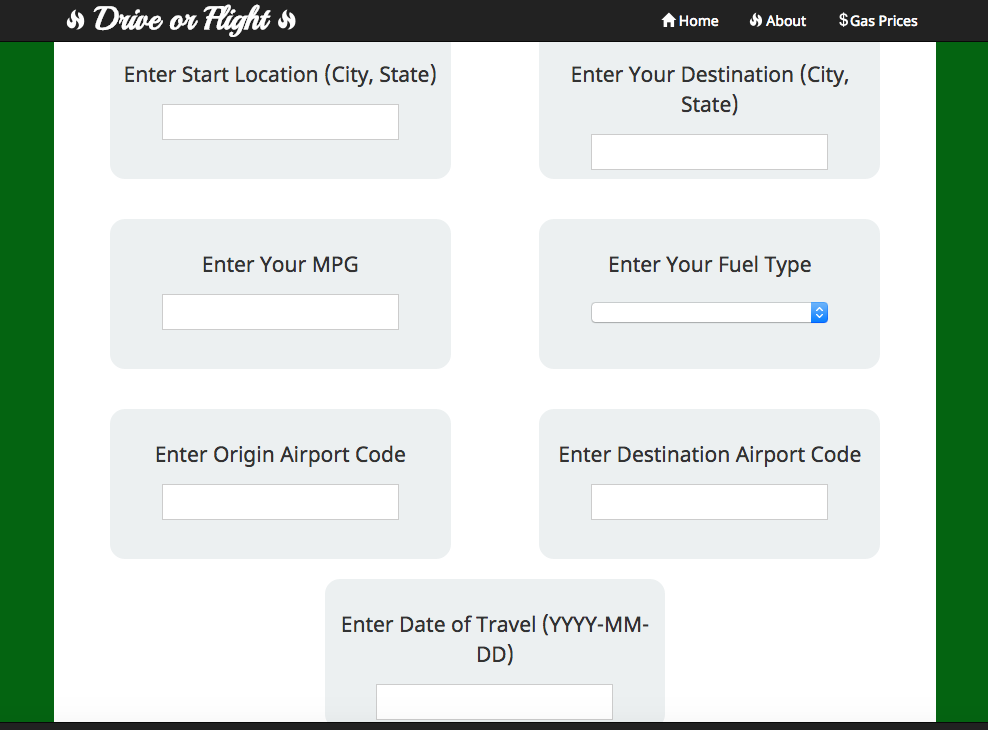 Drive or Flight
Home
About
$Gas Prices
Enter Start Location (City, State)
Enter Your Destination (City,
State)
Enter Your MPG
Enter Your Fuel Type
Enter Origin Airport Code
Enter Destination Airport Code
Enter Date of Travel (YYYY-MM-
DD)